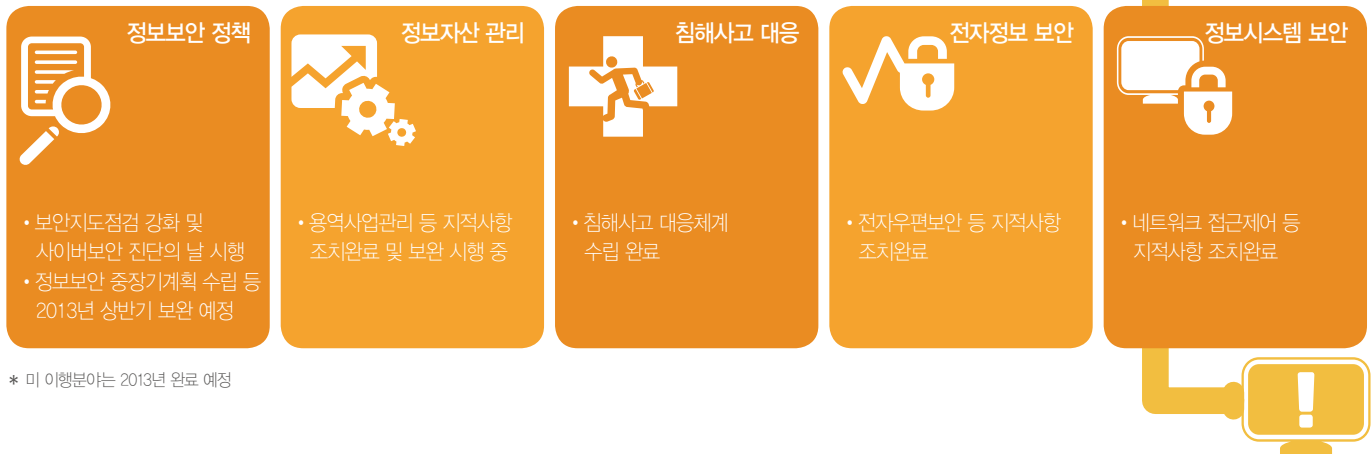 정보보안 정책
• 보안지도점검 강화 및
사이버보안 진단의 날 시행
• 정보보안 중장기계획 수립 등
2013년 상반기 보완 예정
정보자산 관리
• 용역사업관리 등 지적사항
조치완료 및 보완 시행 중
침해사고 대응
• 침해사고 대응체계
수립 완료
전자정보 보안
• 전자우편보안 등 지적사항
조치완료
정보시스템 보안
• 네트워크 접근제어 등
지적사항 조치완료
* 미 이행분야는 2013년 완료 예정
!